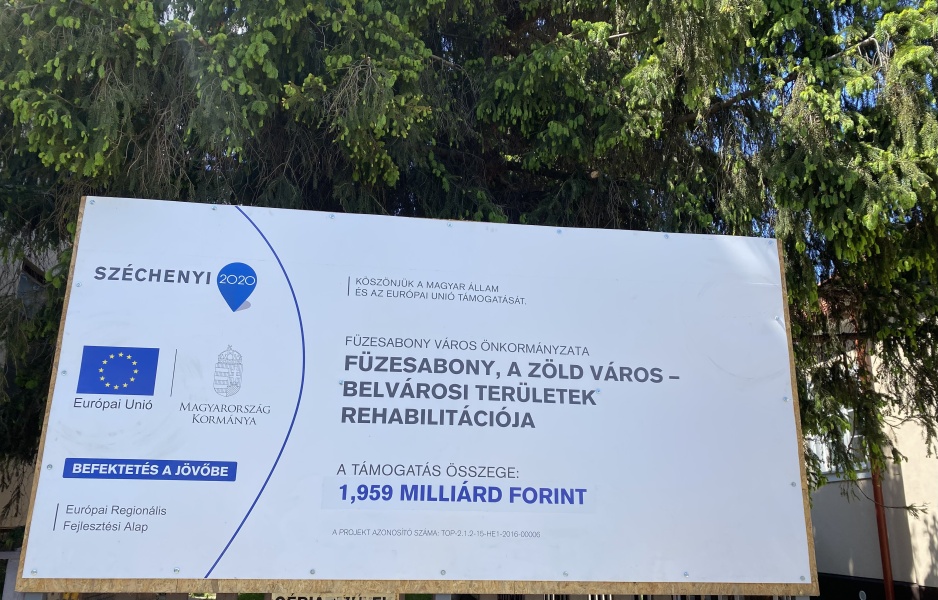 SZÉCHENYI 2020
Európai Unió
MAGYARORSZÁG
KORMÁNYA
BEFEKTETÉS A JÖVŐBE
Európai Regionális
Fejlesztési Alap
KÖSZÖNJÜK A MAGYAR ÁLLAM
ÉS AZ EURÓPAI UNIÓ TÁMOGATÁSÁT.
FÜZESABONY VÁROS ÖNKORMÁNYZATA
FÜZESABONY, A ZÖLD VÁROS –
BELVÁROSI TERÜLETEK
REHABILITÁCIÓJA
A TÁMOGATÁS ÖSSZEGE:
1,959 MILLIÁRD FORINT
A PROJEKT AZONOSÍTÓ SZÁMA: TOP-2.1.2-15-HE1-2016-00006